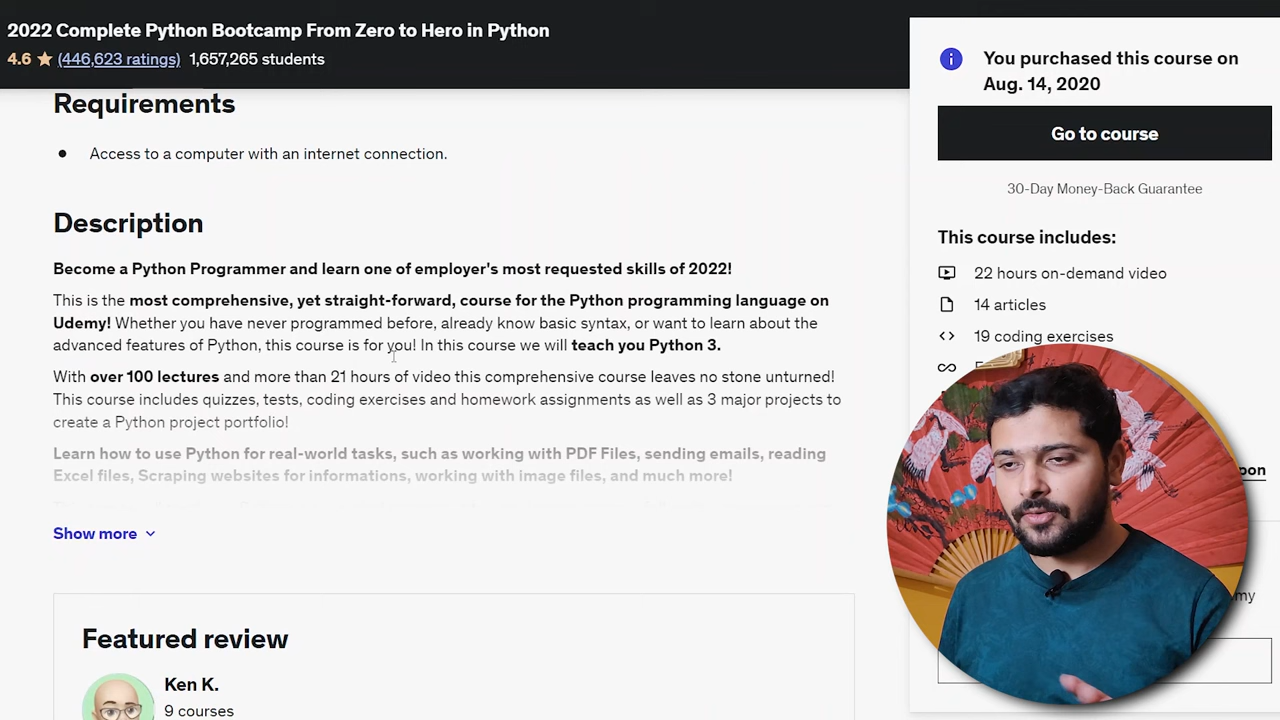 2022 Complete Python Bootcamp From Zero to Hero in Python
4.6 ★ (446,623 ratings) 1,657,265 students
Requirements
Access to a computer with an internet connection.
Description
Become a Python Programmer and learn one of employer's most requested skills of 2022!
This is the most comprehensive, yet straight-forward, course for the Python programming language on
Udemy! Whether you have never programmed before, already know basic syntax, or want to learn about the
advanced features of Python, this course is for you! In this course we will teach you Python 3.
With over 100 lectures and more than 21 hours of video this comprehensive course leaves no stone unturned!
This course includes quizzes, tests, coding exercises and homework assignments as well as 3 major projects to
create a Python project portfolio!
Learn how to use Python for real-world tasks, such as working with PDF Files, sending emails, reading
Excel files, Scraping websites for informations, working with image files, and much more!
Show more
Featured review
Ken K.
9 courses
You purchased this course on
Aug. 14, 2020
Go to course
30-Day Money-Back Guarantee
This course includes:
22 hours on-demand video
14 articles
19 coding exercises